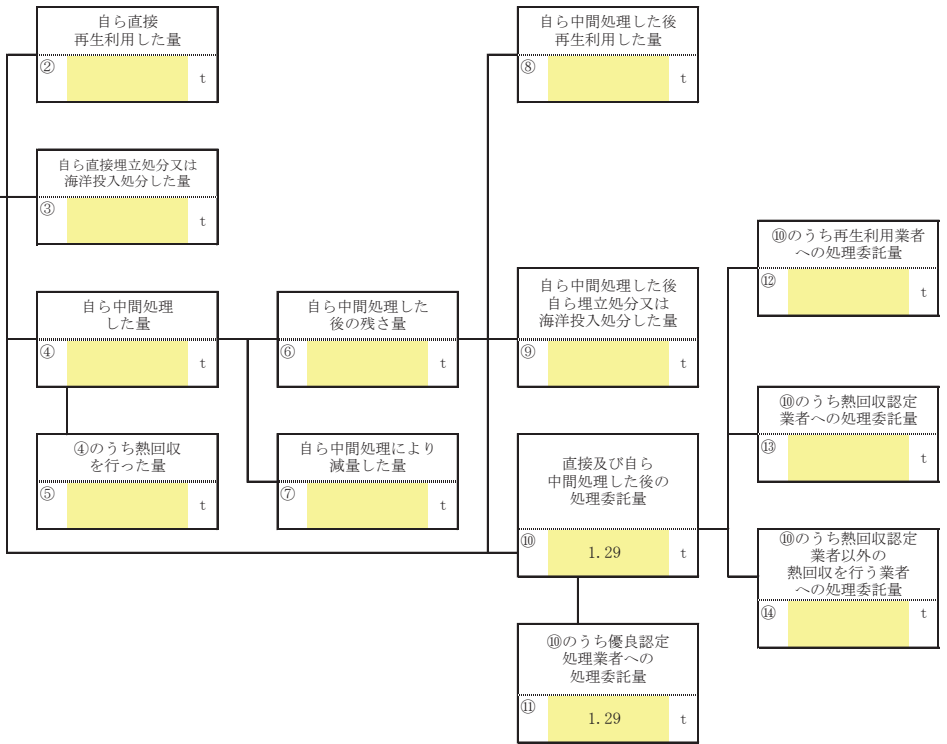 自ら直接
再生利用した量
②
t
自ら直接埋立処分又は
海洋投入処分した量
③
t
自ら中間処理
した量
④
t
④のうち熱回収
を行った量
⑤
t
自ら中間処理した
後の残さ量
⑥
t
自ら中間処理により
減量した量
⑦
t
自ら中間処理した後
再生利用した量
⑧
t
自ら中間処理した後
自ら埋立処分又は
海洋投入処分した量
⑨
t
直接及び自ら
中間処理した後の
処理委託量
⑩
1.29 t
⑩のうち優良認定
処理業者への
処理委託量
⑪
1.29 t
⑩のうち再生利用業者
への処理委託量
⑫
t
⑩のうち熱回収認定
業者への処理委託量
⑬
t
⑩のうち熱回収認定
業者以外の
熱回収を行う業者
への処理委託量
⑭
t